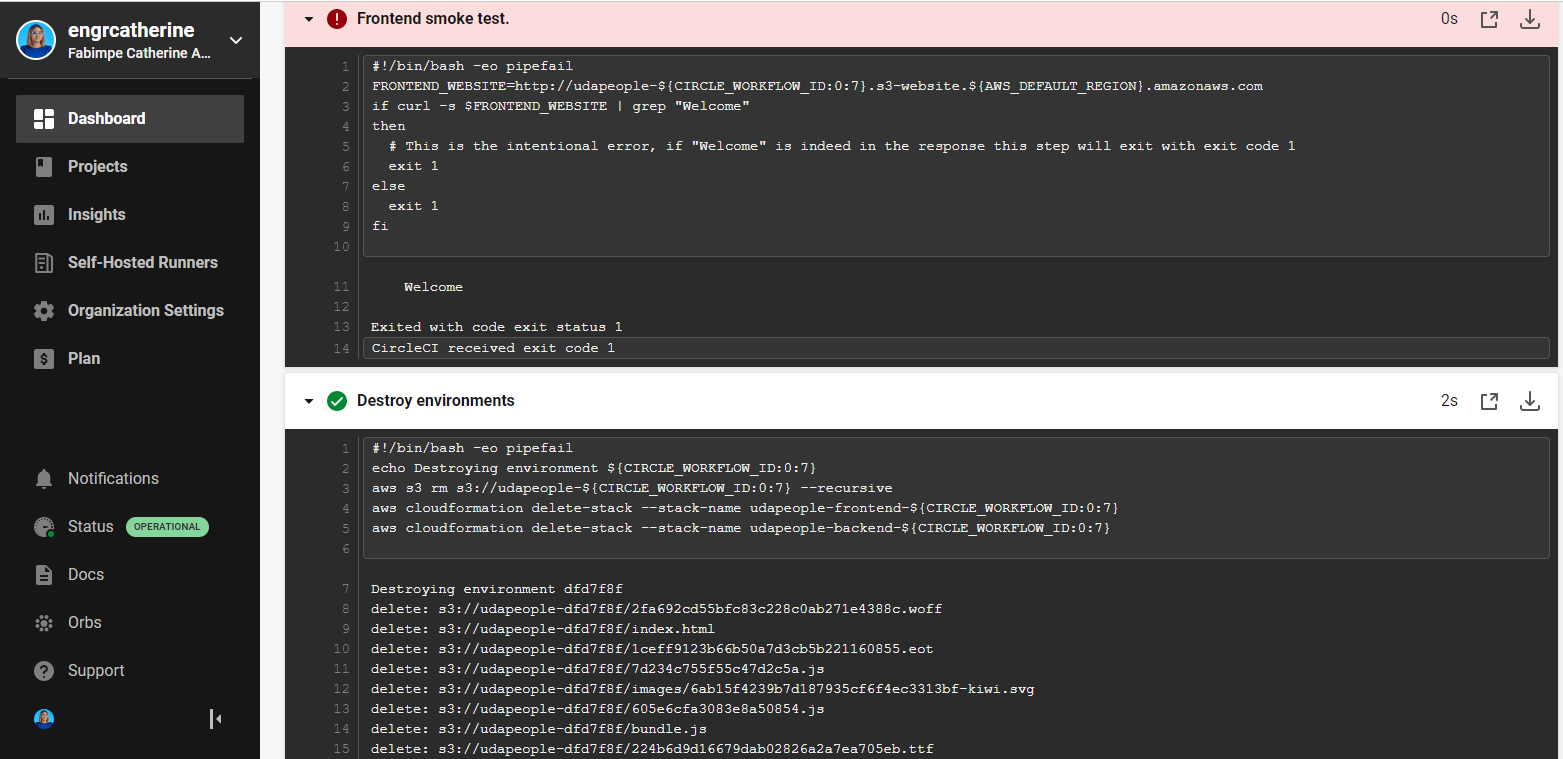 engrcatherine
Fabimpe Catherine A...
Dashboard
Projects
Insights
Self-Hosted Runners
Organization Settings
Plan
Notifications
Status OPERATIONAL
Docs
Orbs
Support
Frontend smoke test. 0s
1 #!/bin/bash -eo pipefail
2 FRONTEND_WEBSITE=http://udapeople-${CIRCLE_WORKFLOW_ID:0:7}.s3-website.${AWS_DEFAULT_REGION}.amazonaws.com
3 if curl -s $FRONTEND_WEBSITE | grep "Welcome"
4 then
5 # This is the intentional error, if "Welcome" is indeed in the response this step will exit with exit code 1
6 exit 1
7 else
8 exit 1
9 fi
10
11 Welcome
12
13 Exited with code exit status 1
14 CircleCI received exit code 1
Destroy environments 2s
1 #!/bin/bash -eo pipefail
2 echo Destroying environment ${CIRCLE_WORKFLOW_ID:0:7}
3 aws s3 rm s3://udapeople-${CIRCLE_WORKFLOW_ID:0:7} --recursive
4 aws cloudformation delete-stack --stack-name udapeople-frontend-${CIRCLE_WORKFLOW_ID:0:7}
5 aws cloudformation delete-stack --stack-name udapeople-backend-${CIRCLE_WORKFLOW_ID:0:7}
6
7 Destroying environment dfd7f8f
8 delete: s3://udapeople-dfd7f8f/2fa692cd55bfc83c228c0ab271e4388c.woff
9 delete: s3://udapeople-dfd7f8f/index.html
10 delete: s3://udapeople-dfd7f8f/1ceff9123b66b50a7d3cb5b221160855.eot
11 delete: s3://udapeople-dfd7f8f/7d234c755f55c47d2c5a.js
12 delete: s3://udapeople-dfd7f8f/images/6ab15f4239b7d187935cf6f4ec3313bf-kiwi.svg
13 delete: s3://udapeople-dfd7f8f/605e6cfa3083e8a50854.js
14 delete: s3://udapeople-dfd7f8f/bundle.js
15 delete: s3://udapeople-dfd7f8f/224b6d9d16679dab02826a2a7ea705eb.ttf